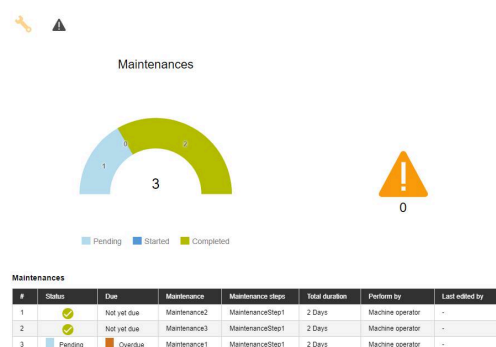 Maintenances
0
2
1
3
0
Pending Started Completed
Maintenances
# Status Due Maintenance Maintenance steps Total duration Perform by Last edited by
1 Not yet due Maintenance2 MaintenanceStep1 2 Days Machine operator -
2 Not yet due Maintenance3 MaintenanceStep1 2 Days Machine operator -
3 Pending Overdue Maintenance1 MaintenanceStep1 2 Days Machine operator -